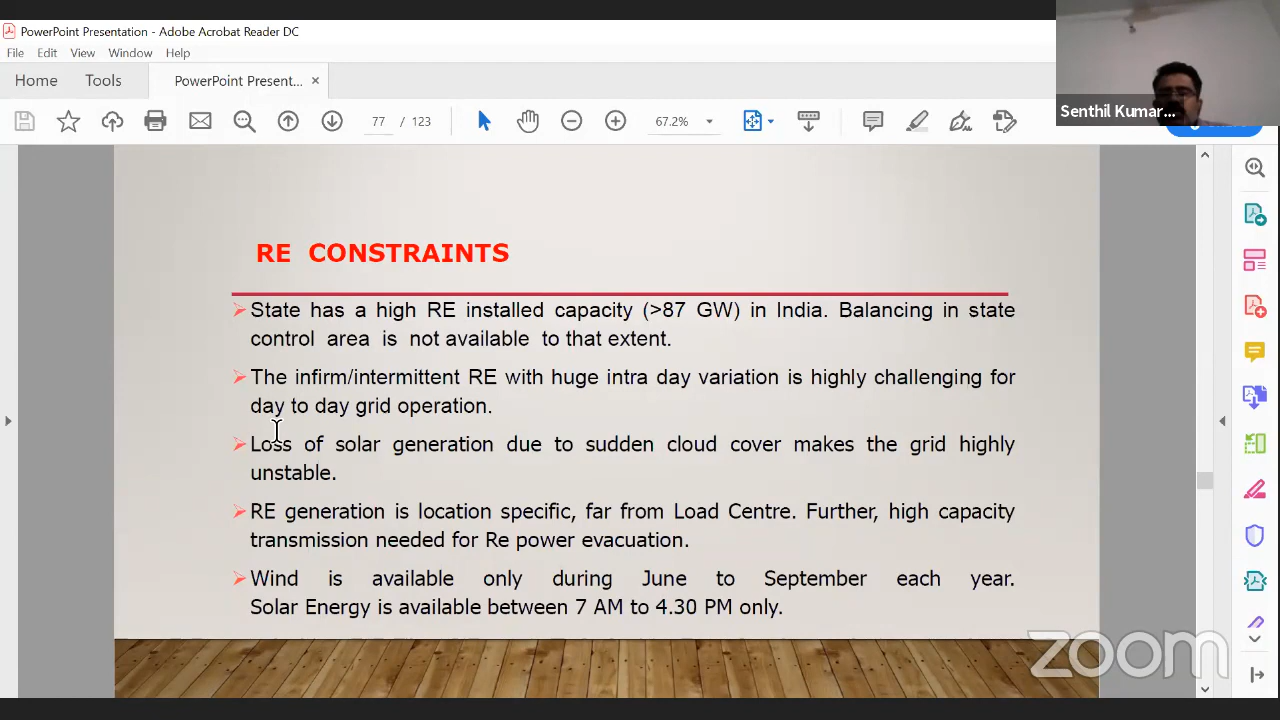 PowerPoint Presentation - Adobe Acrobat Reader DC
File Edit View Window Help
Home Tools PowerPoint Present... ×
77 / 123 67.2%
Senthil Kumar...
RE CONSTRAINTS
State has a high RE installed capacity (>87 GW) in India. Balancing in state
control area is not available to that extent.
The infirm/intermittent RE with huge intra day variation is highly challenging for
day to day grid operation.
Loss of solar generation due to sudden cloud cover makes the grid highly
unstable.
RE generation is location specific, far from Load Centre. Further, high capacity
transmission needed for Re power evacuation.
Wind is available only during June to September each year.
Solar Energy is available between 7 AM to 4.30 PM only.
zoom